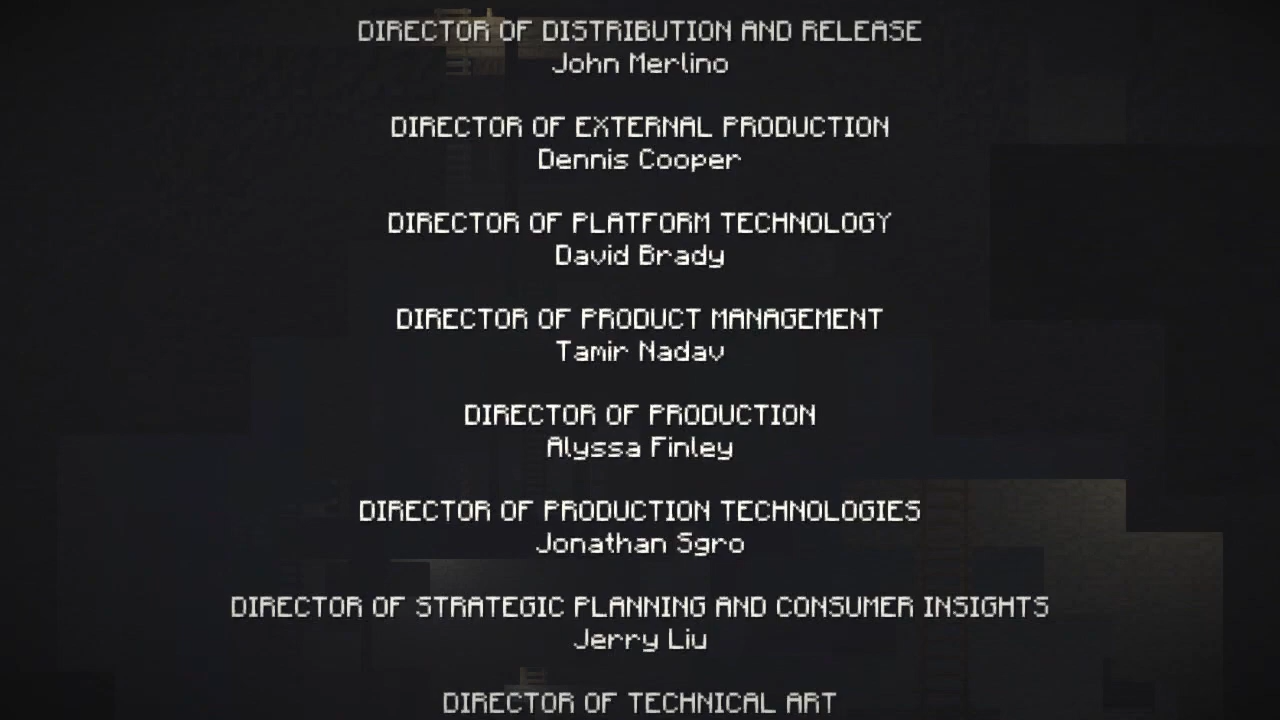 DIRECTOR OF DISTRIBUTION AND RELEASE
John Merlino
DIRECTOR OF EXTERNAL PRODUCTION
Dennis Cooper
DIRECTOR OF PLATFORM TECHNOLOGY
David Brady
DIRECTOR OF PRODUCT MANAGEMENT
Tamir Nadav
DIRECTOR OF PRODUCTION
Alyssa Finley
DIRECTOR OF PRODUCTION TECHNOLOGIES
Jonathan Sgro
DIRECTOR OF STRATEGIC PLANNING AND CONSUMER INSIGHTS
Jerry Liu
DIRECTOR OF TECHNICAL ART